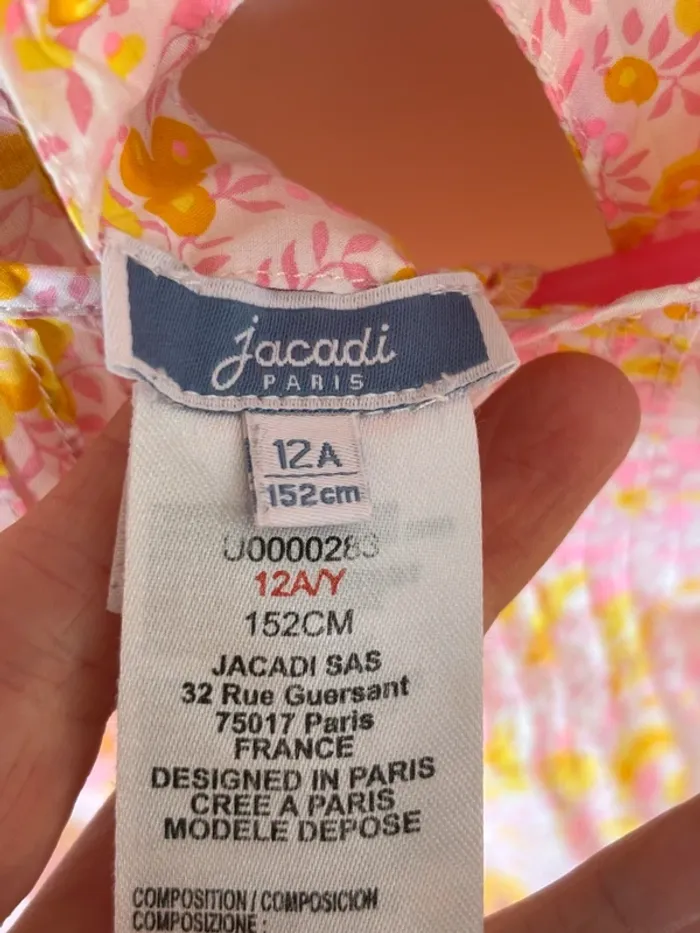 jacadi
PARIS
12A
152cm
U0000283
12A/Y
152CM
JACADI SAS
32 Rue Guersant
75017 Paris
FRANCE
DESIGNED IN PARIS
CREE A PARIS
MODELE DEPOSE
COMPOSITION / COMPOSICION
COMPOSIZIONE :